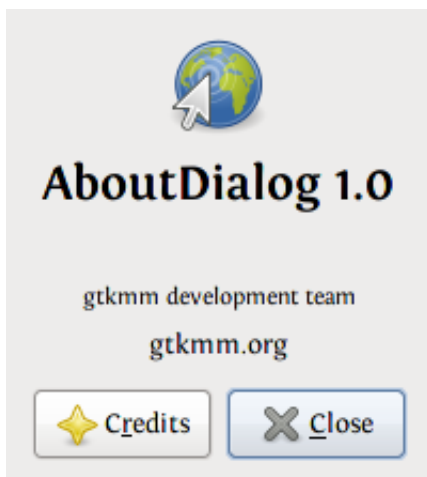 AboutDialog 1.0
gtkmm development team
gtkmm.org
Credits Close